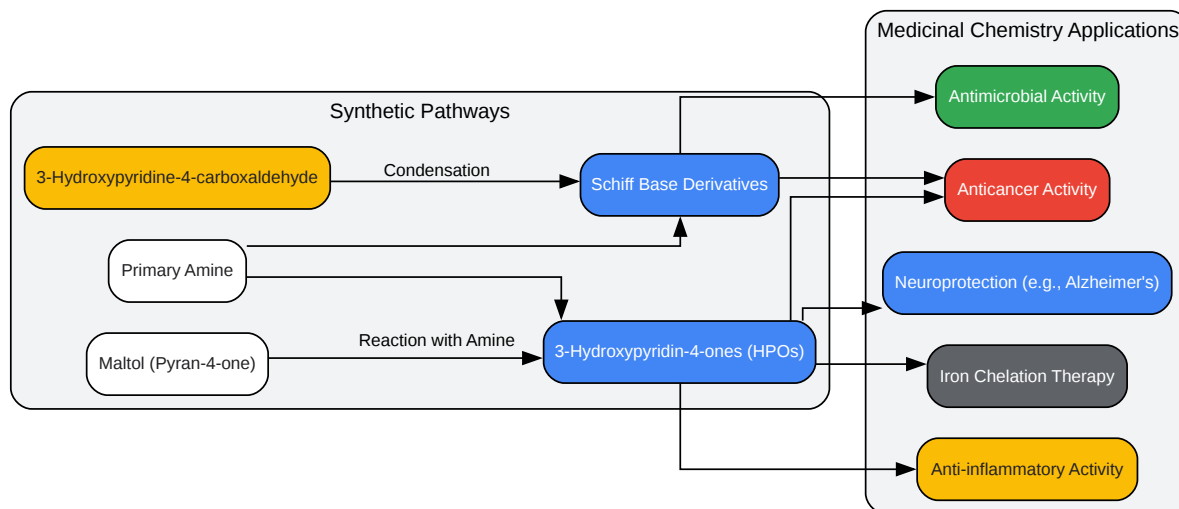 Medicinal Chemistry Applications
Synthetic Pathways
Antimicrobial Activity
3-Hydroxypyridine-4-carboxaldehyde
Condensation
Schiff Base Derivatives
Anticancer Activity
Primary Amine
Neuroprotection (e.g., Alzheimer's)
Maltol (Pyran-4-one)
Reaction with Amine
3-Hydroxypyridin-4-ones (HPOs)
Iron Chelation Therapy
Anti-inflammatory Activity